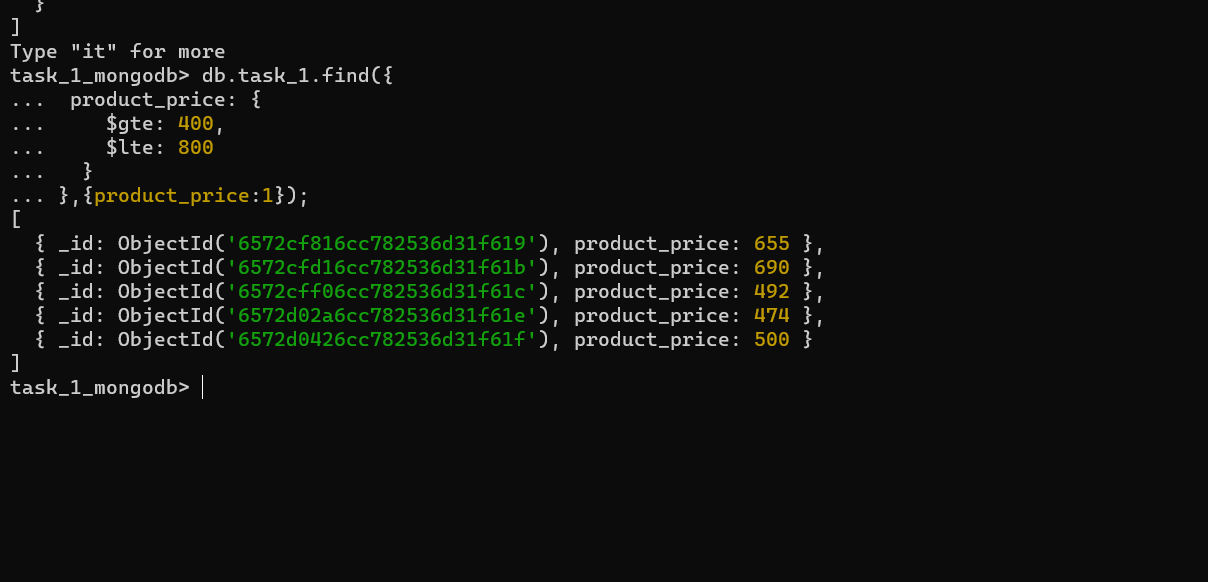 }
]
Type "it" for more
task_1_mongodb> db.task_1.find({
...  product_price: {
...     $gte: 400,
...     $lte: 800
...   }
... },{product_price:1});
[
  { _id: ObjectId('6572cf816cc782536d31f619'), product_price: 655 },
  { _id: ObjectId('6572cfd16cc782536d31f61b'), product_price: 690 },
  { _id: ObjectId('6572cff06cc782536d31f61c'), product_price: 492 },
  { _id: ObjectId('6572d02a6cc782536d31f61e'), product_price: 474 },
  { _id: ObjectId('6572d0426cc782536d31f61f'), product_price: 500 }
]
task_1_mongodb>